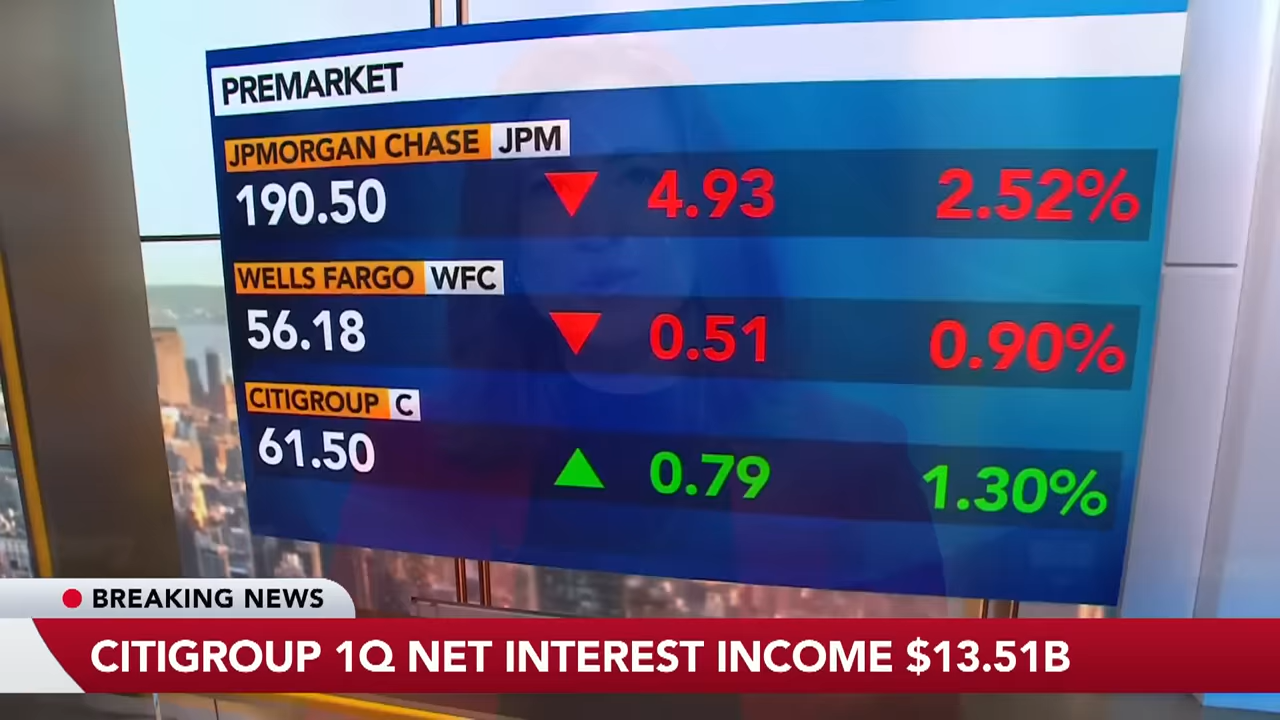 PREMARKET
JPMORGAN CHASE JPM
190.50 ▼ 4.93 2.52%
WELLS FARGO WFC
56.18 ▼ 0.51 0.90%
CITIGROUP C
61.50 ▲ 0.79 1.30%
BREAKING NEWS
CITIGROUP 1Q NET INTEREST INCOME $13.51B